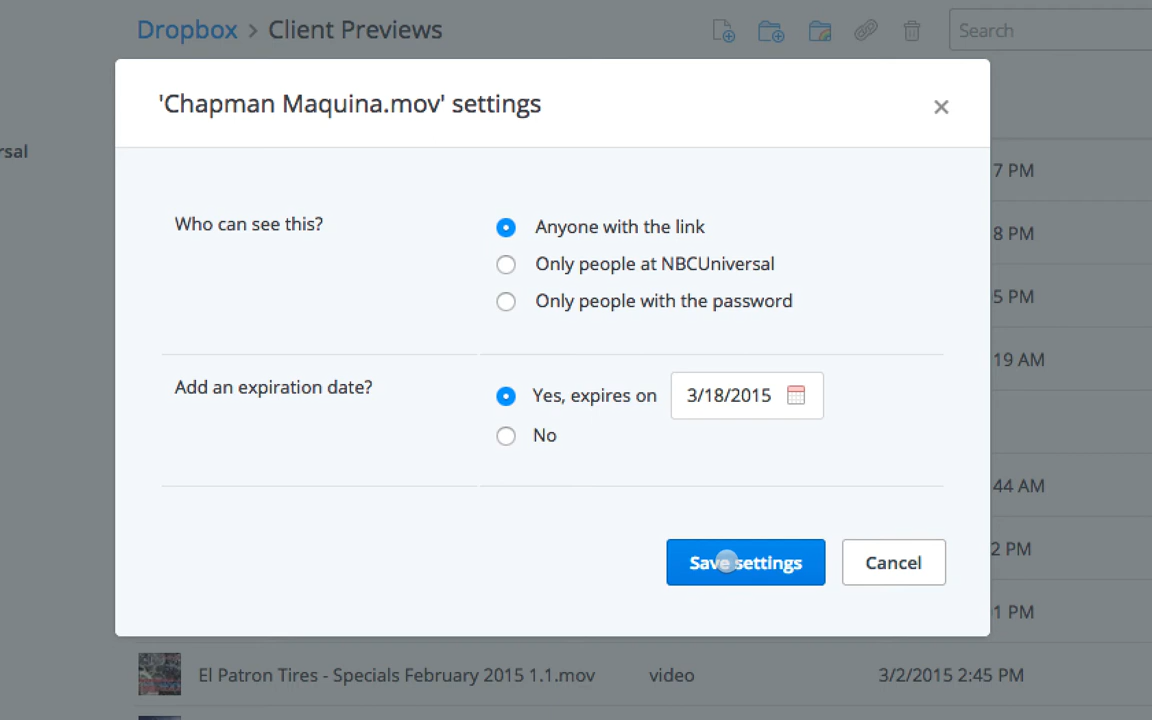 Dropbox > Client Previews
Search
'Chapman Maquina.mov' settings
rsal
7 PM
Who can see this?
Anyone with the link
8 PM
Only people at NBCUniversal
5 PM
Only people with the password
19 AM
Add an expiration date?
Yes, expires on 3/18/2015
No
44 AM
2 PM
Save settings
Cancel
1 PM
El Patron Tires - Specials February 2015 1.1.mov video 3/2/2015 2:45 PM